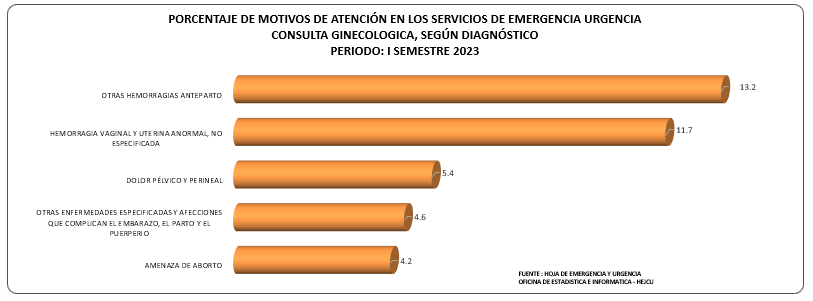 PORCENTAJE DE MOTIVOS DE ATENCIÓN EN LOS SERVICIOS DE EMERGENCIA URGENCIA
CONSULTA GINECOLOGICA, SEGÚN DIAGNÓSTICO
PERIODO: I SEMESTRE 2023
OTRAS HEMORRAGIAS ANTEPARTO
13.2
HEMORRAGIA VAGINAL Y UTERINA ANORMAL, NO
ESPECIFICADA
11.7
DOLOR PÉLVICO Y PERINEAL
5.4
OTRAS ENFERMEDADES ESPECIFICADAS Y AFECCIONES
QUE COMPLICAN EL EMBARAZO, EL PARTO Y EL
PUERPERIO
4.6
AMENAZA DE ABORTO
4.2
FUENTE : HOJA DE EMERGENCIA Y URGENCIA
OFICINA DE ESTADISTICA E INFORMATICA - HEJCU